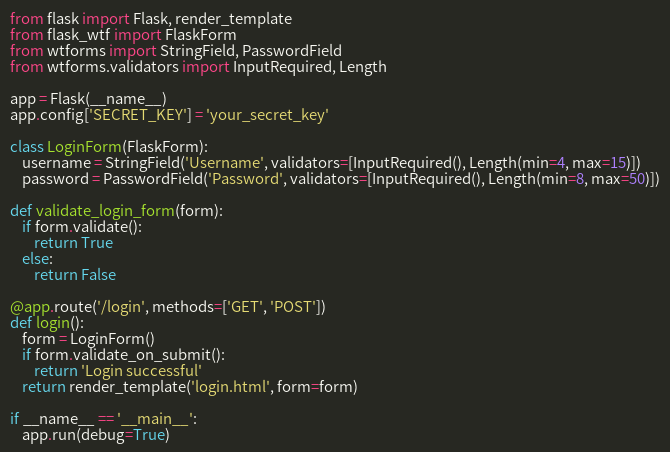 from flask import Flask, render_template
from flask_wtf import FlaskForm
from wtforms import StringField, PasswordField
from wtforms.validators import InputRequired, Length

app = Flask(__name__)
app.config['SECRET_KEY'] = 'your_secret_key'

class LoginForm(FlaskForm):
    username = StringField('Username', validators=[InputRequired(), Length(min=4, max=15)])
    password = PasswordField('Password', validators=[InputRequired(), Length(min=8, max=50)])

def validate_login_form(form):
    if form.validate():
        return True
    else:
        return False

@app.route('/login', methods=['GET', 'POST'])
def login():
    form = LoginForm()
    if form.validate_on_submit():
        return 'Login successful'
    return render_template('login.html', form=form)

if __name__ == '__main__':
    app.run(debug=True)